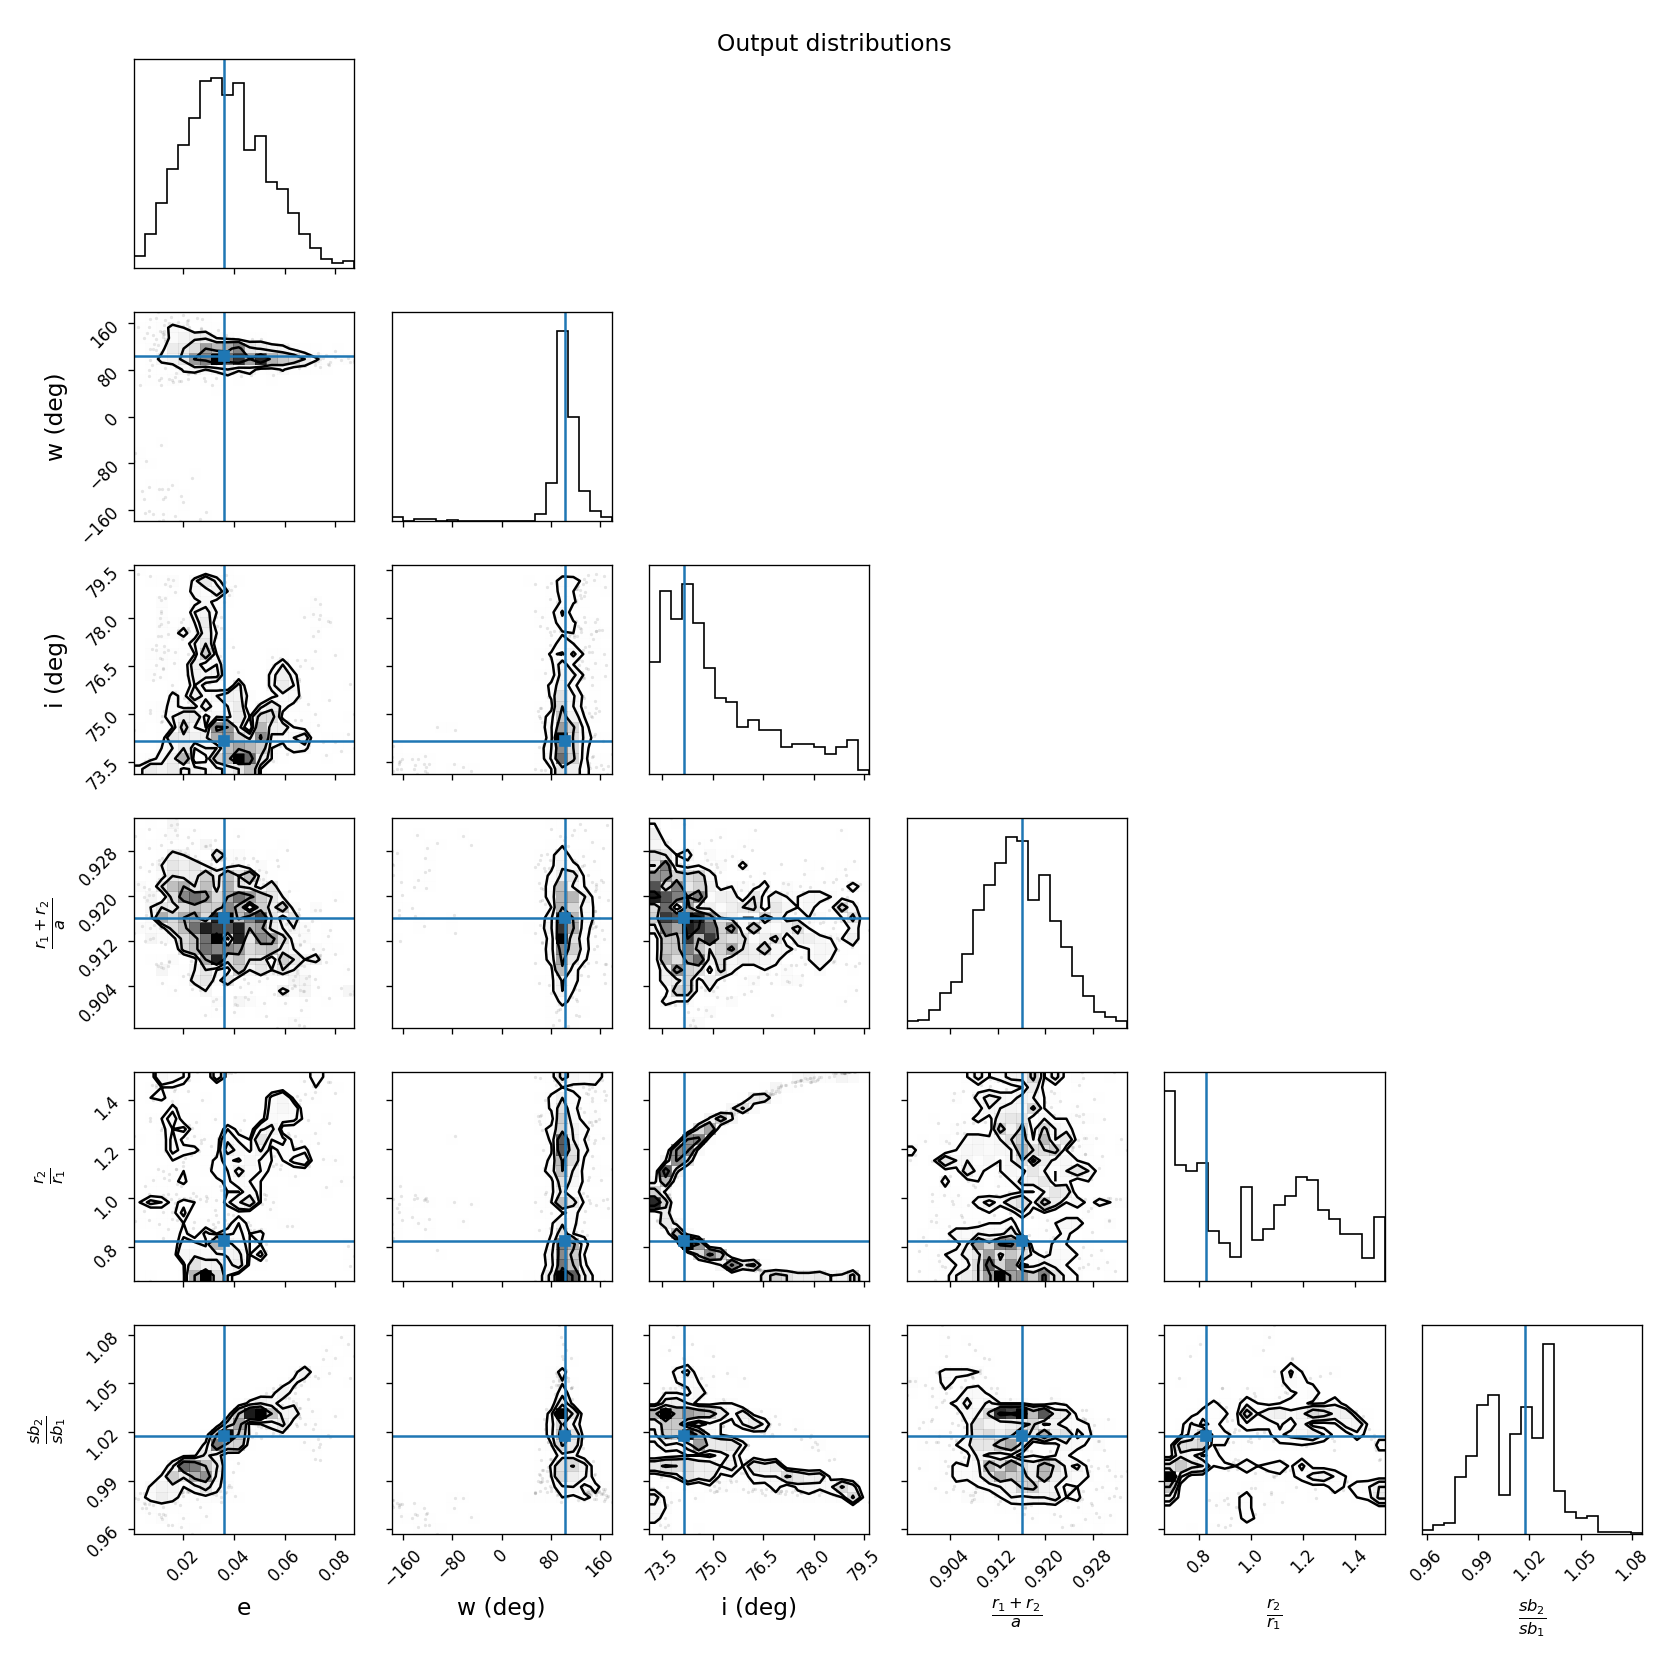 Output distributions
w (deg)
160
80
0
−80
−160
i (deg)
79.5
78.0
76.5
75.0
73.5
r₁ + r₂
a
0.928
0.920
0.912
0.904
r₂
r₁
1.4
1.2
1.0
0.8
sb₂
sb₁
1.08
1.05
1.02
0.99
0.96
0.02 0.04 0.06 0.08
−160 −80 0 80 160
73.5 75.0 76.5 78.0 79.5
0.904 0.912 0.920 0.928
0.8 1.0 1.2 1.4
0.96 0.99 1.02 1.05 1.08
e
w (deg)
i (deg)
r₁ + r₂
a
r₂
r₁
sb₂
sb₁